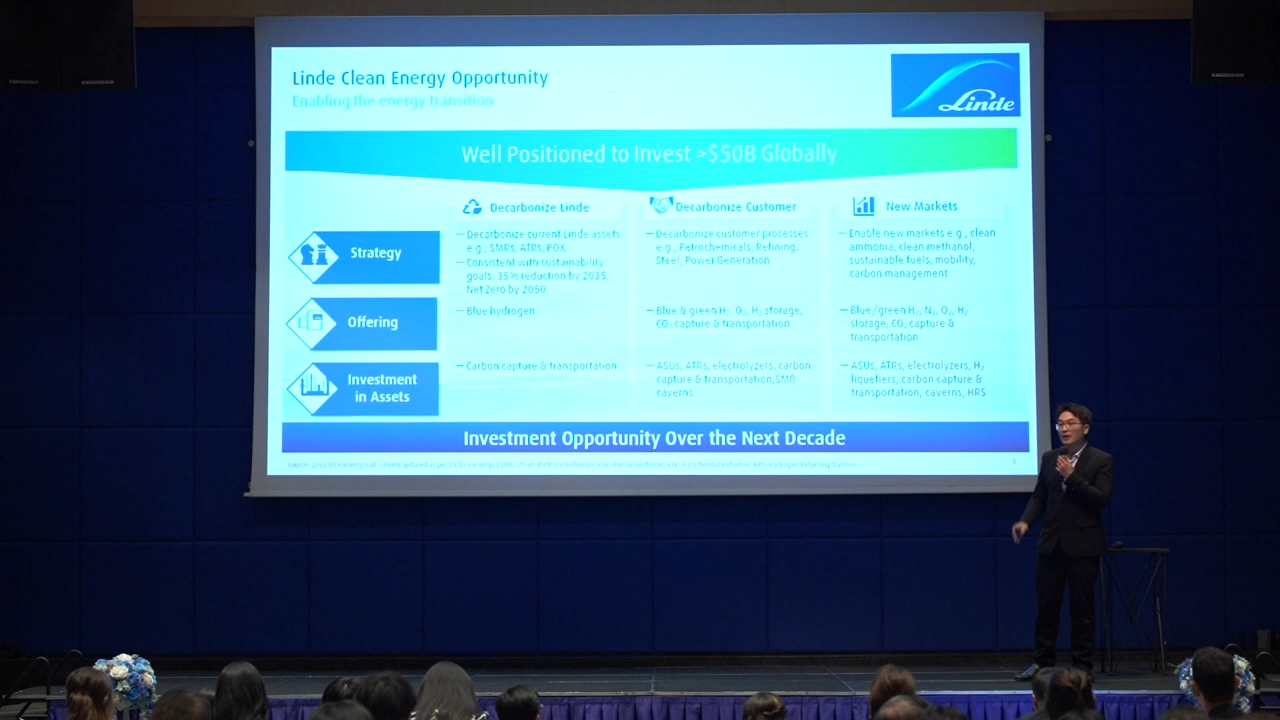 Linde Clean Energy Opportunity
Enabling the energy transition
Linde
Well Positioned to Invest >$50B Globally
Decarbonize Linde
Decarbonize Customer
New Markets
Strategy
— Decarbonize current Linde assets
e.g., SMRs, ATRs, POX
— Consistent with sustainability
goals: 35% reduction by 2035,
Net Zero by 2050
— Decarbonize customer processes
e.g., Petrochemicals, Refining,
Steel, Power Generation
— Enable new markets e.g., clean
ammonia, clean methanol,
sustainable fuels, mobility,
carbon management
Offering
— Blue hydrogen
— Blue & green H₂, O₂, H₂ storage,
CO₂ capture & transportation
— Blue/green H₂, N₂, O₂, H₂
storage, CO₂ capture &
transportation
Investment
in Assets
— Carbon capture & transportation
— ASUs, ATRs, electrolyzers, carbon
capture & transportation,SMR
caverns
— ASUs, ATRs, electrolyzers, H₂
liquefiers, carbon capture &
transportation, caverns, HRS
Investment Opportunity Over the Next Decade